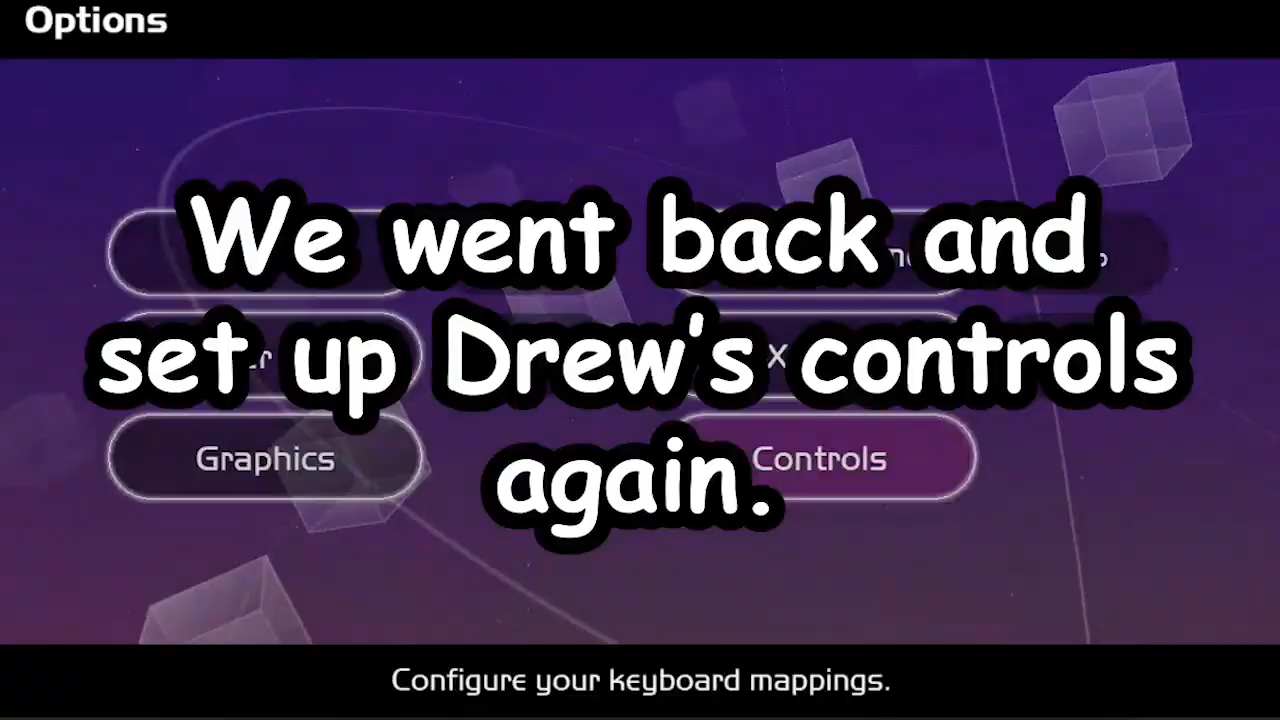 Options
We went back and
set up Drew's controls
again.
Graphics
Controls
Configure your keyboard mappings.